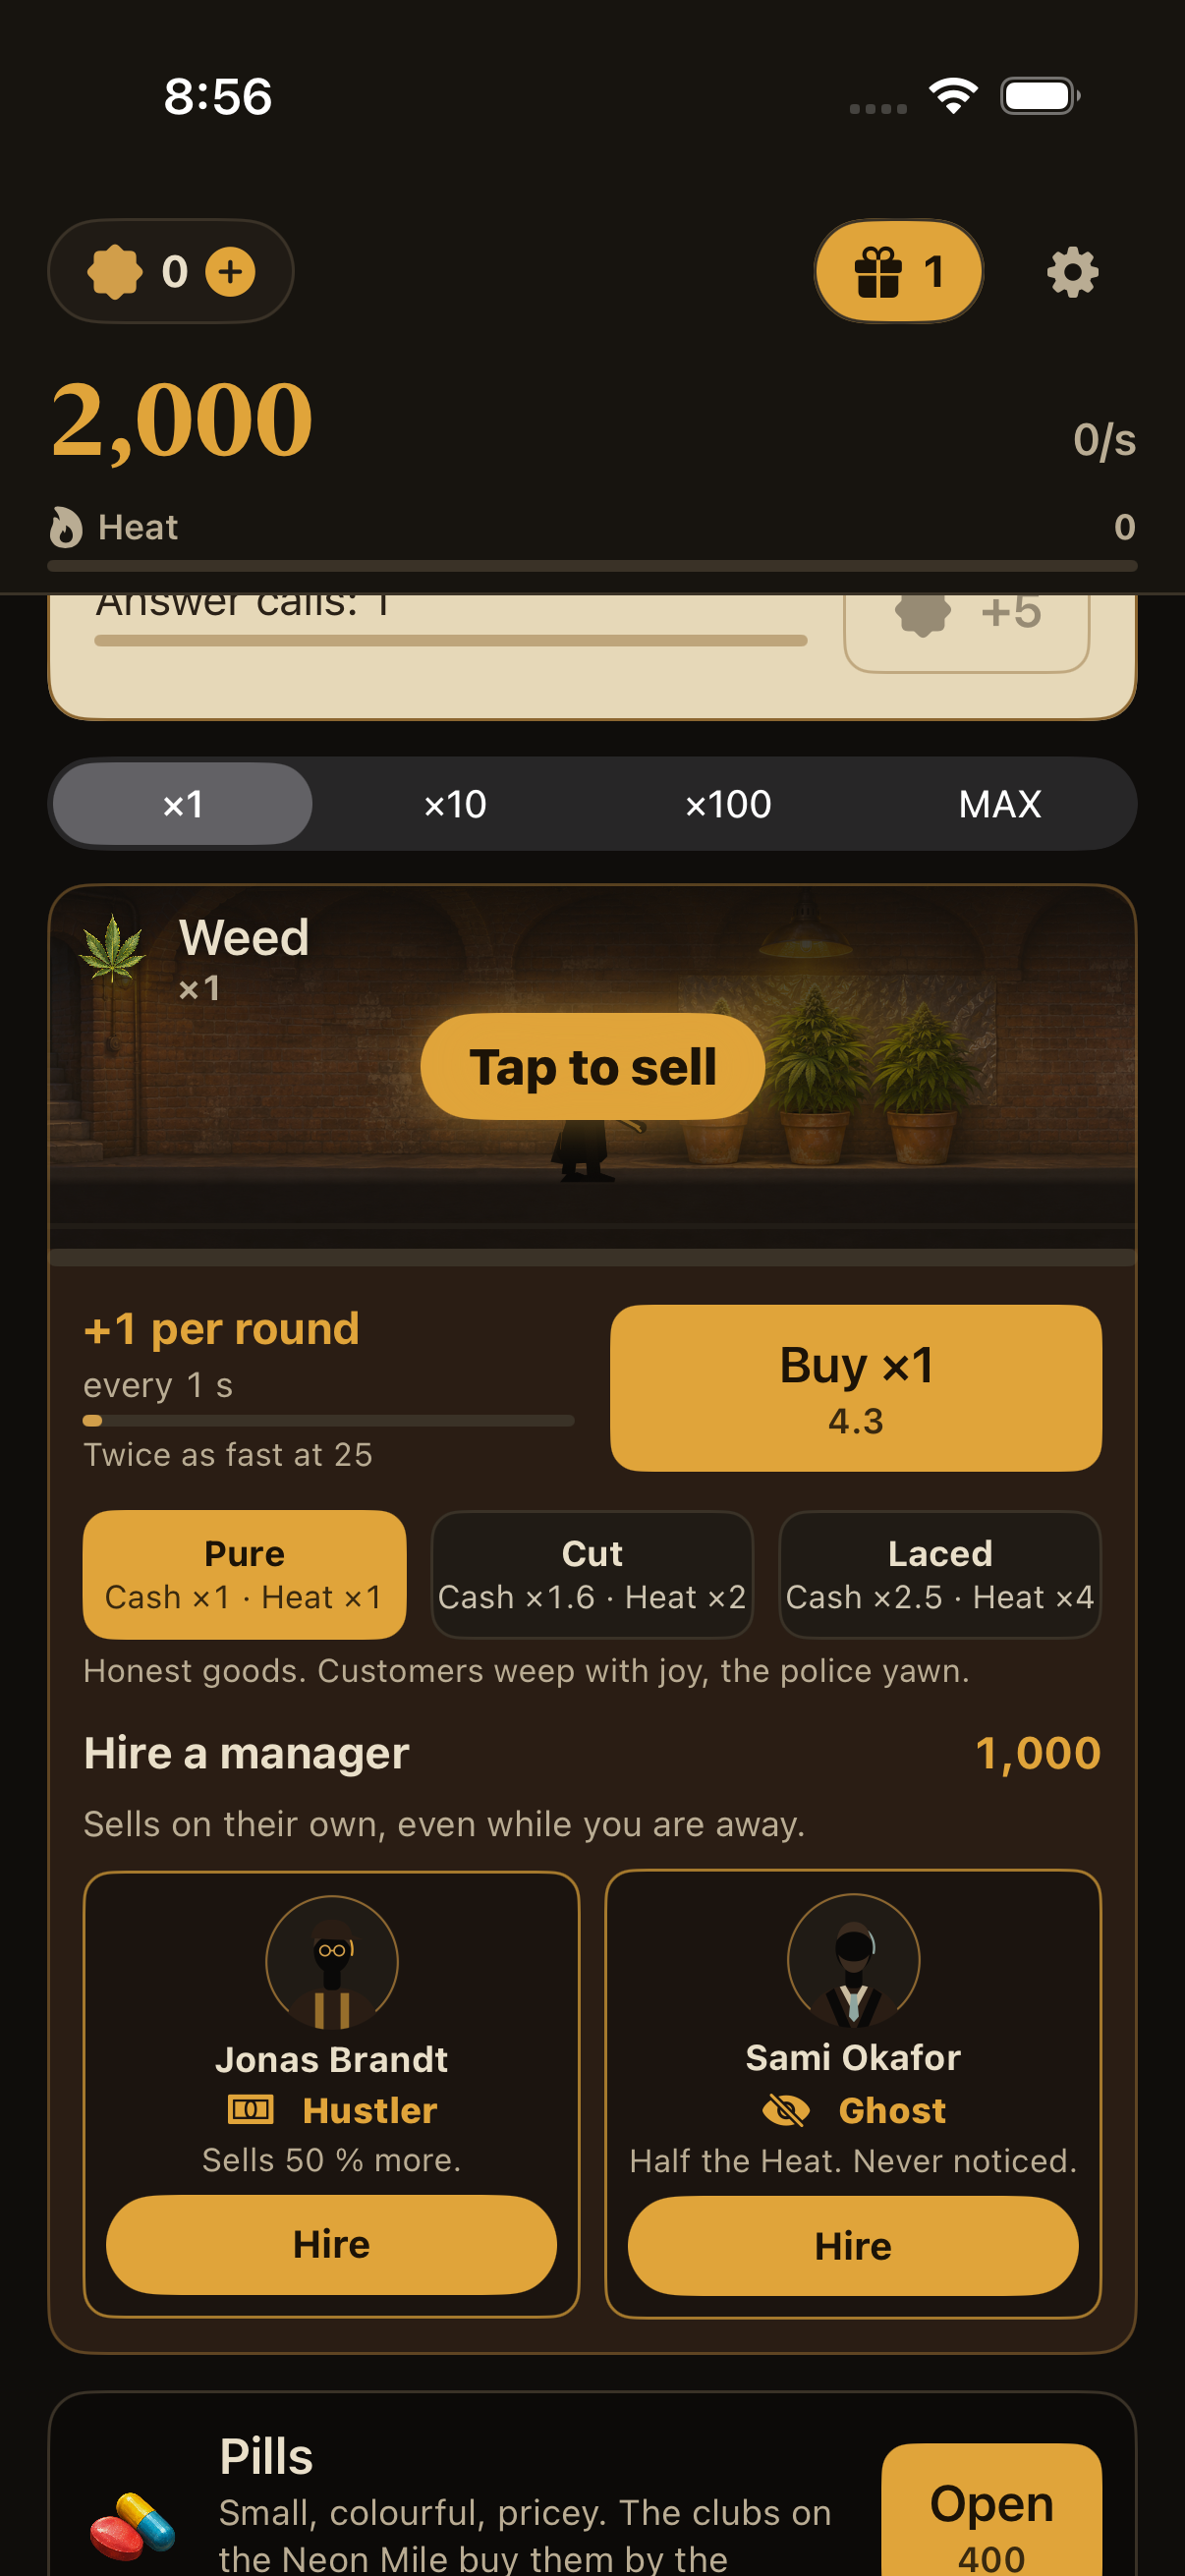 8:56
0
1
2,000
0/s
Heat
0
Answer calls: 1
+5
×1
×10
×100
MAX
Weed
×1
Tap to sell
+1 per round
every 1 s
Twice as fast at 25
Buy ×1
4.3
Pure
Cash ×1 · Heat ×1
Cut
Cash ×1.6 · Heat ×2
Laced
Cash ×2.5 · Heat ×4
Honest goods. Customers weep with joy, the police yawn.
Hire a manager
1,000
Sells on their own, even while you are away.
Jonas Brandt
Hustler
Sells 50 % more.
Hire
Sami Okafor
Ghost
Half the Heat. Never noticed.
Hire
Pills
Small, colourful, pricey. The clubs on
the Neon Mile buy them by the
Open
400